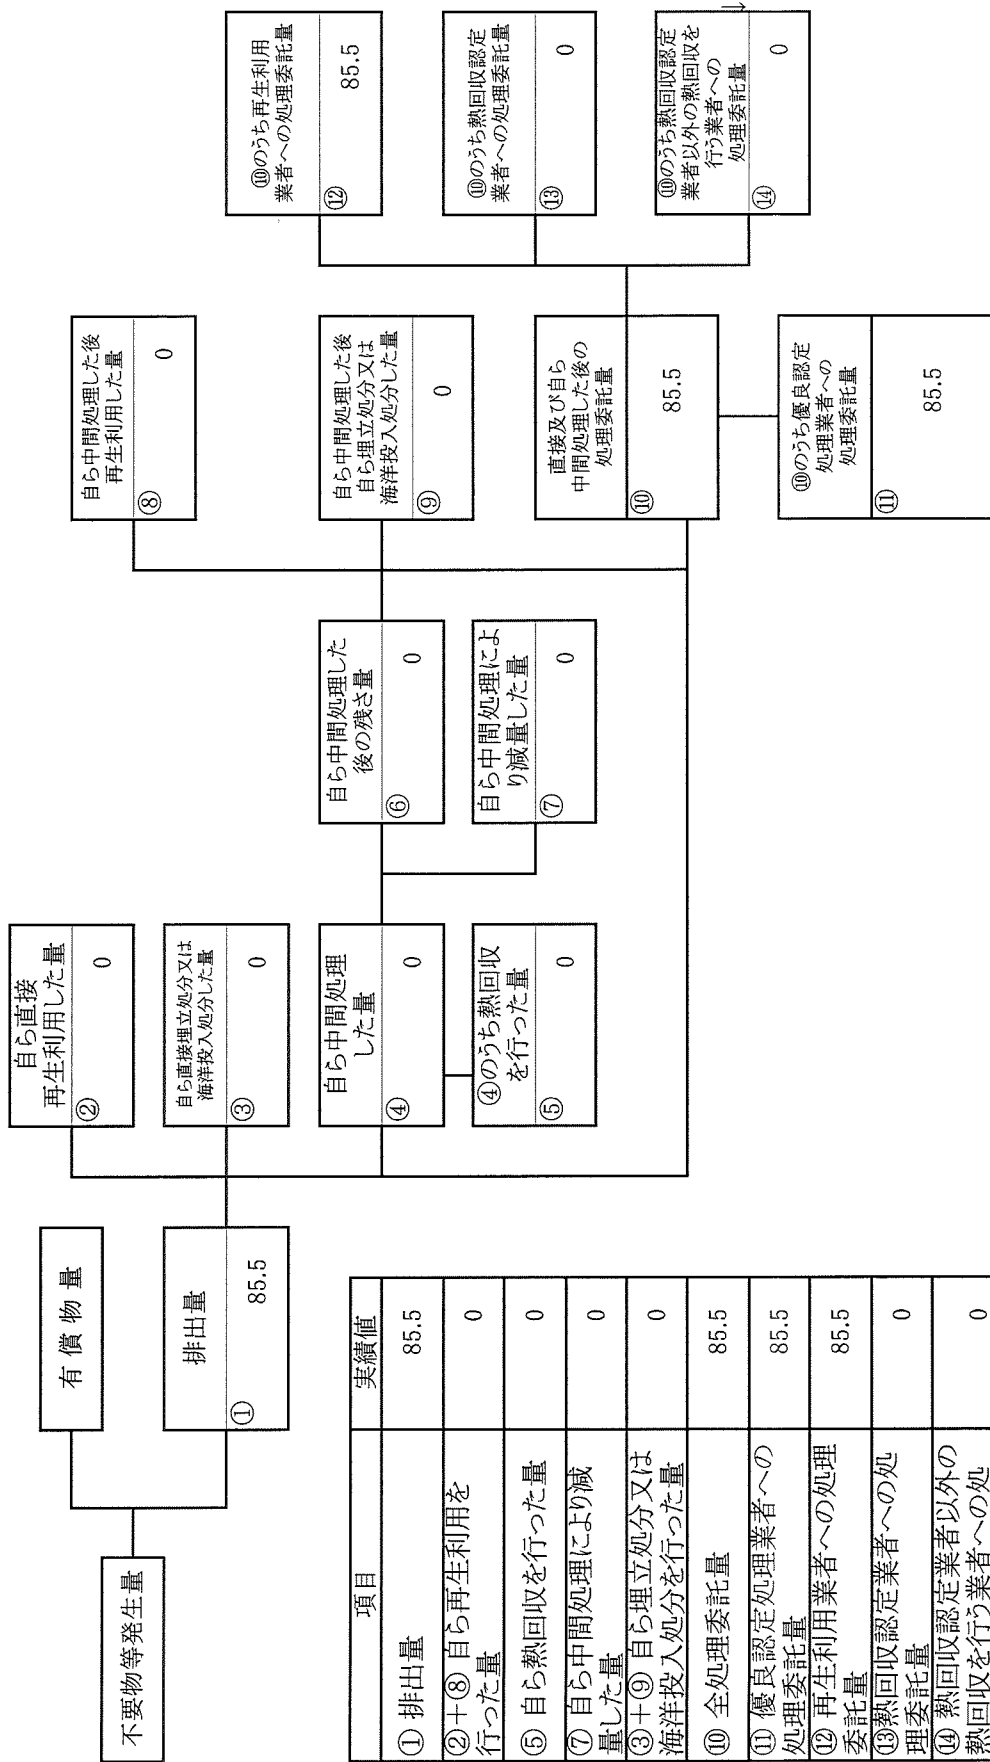 不要物等発生量
有償物量
排出量
①
85.5
自ら直接
再生利用した量
②
0
自ら直接埋立処分又は
海洋投入処分した量
③
0
自ら中間処理
した量
④
0
④のうち熱回収
を行った量
⑤
0
自ら中間処理した
後の残さ量
⑥
0
自ら中間処理によ
り減量した量
⑦
0
自ら中間処理した後
再生利用した量
⑧
0
自ら中間処理した後
自ら埋立処分又は
海洋投入処分した量
⑨
0
直接及び自ら
中間処理した後の
処理委託量
⑩
85.5
⑩のうち優良認定
処理業者への
処理委託量
⑪
85.5
⑩のうち再生利用
業者への処理委託量
⑫
85.5
⑩のうち熱回収認定
業者への処理委託量
⑬
0
⑩のうち熱回収認定
業者以外の熱回収を
行う業者への
処理委託量
⑭
0
項目 実績値
① 排出量 85.5
②+⑧ 自ら再生利用を
行った量 0
⑤ 自ら熱回収を行った量 0
⑦ 自ら中間処理により減
量した量 0
③+⑨ 自ら埋立処分又は
海洋投入処分を行った量 0
⑩ 全処理委託量 85.5
⑪ 優良認定処理業者への
処理委託量 85.5
⑫ 再生利用業者への処理
委託量 85.5
⑬熱回収認定業者への処
理委託量 0
⑭ 熱回収認定業者以外の
熱回収を行う業者への処 0